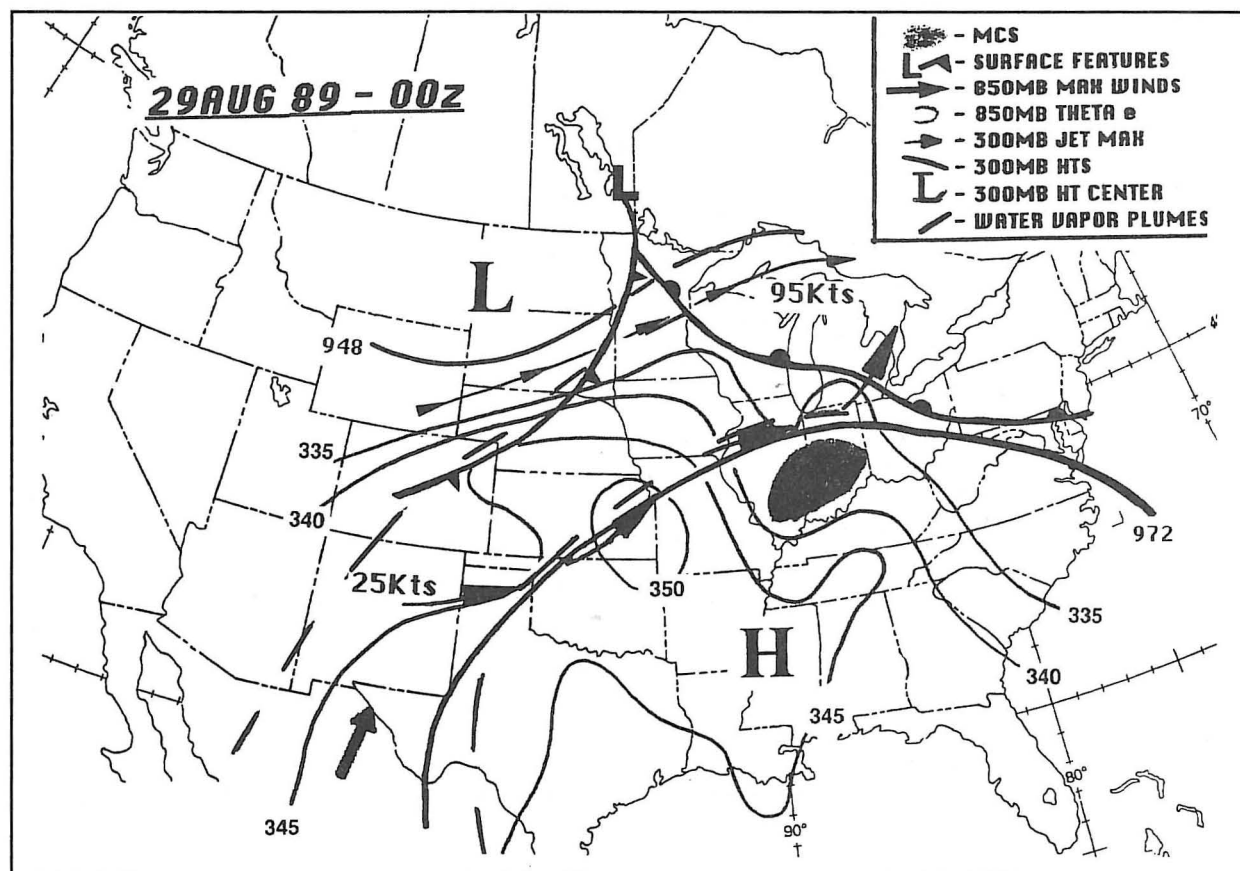 29AUG 89 - 00z
- MCS
L - SURFACE FEATURES
- 850MB MAX WINDS
- 850MB THETA e
- 300MB JET MAX
- 300MB HTS
L - 300MB HT CENTER
- WATER VAPOR PLUMES
L
L
95Kts
948
70°
335
340
972
25Kts
350
335
H
340
345
80°
345
90°